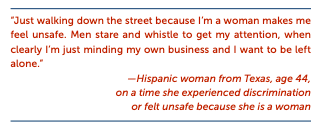 “Just walking down the street because I’m a woman makes me
feel unsafe. Men stare and whistle to get my attention, when
clearly I’m just minding my own business and I want to be left
alone.”
—Hispanic woman from Texas, age 44,
on a time she experienced discrimination
or felt unsafe because she is a woman